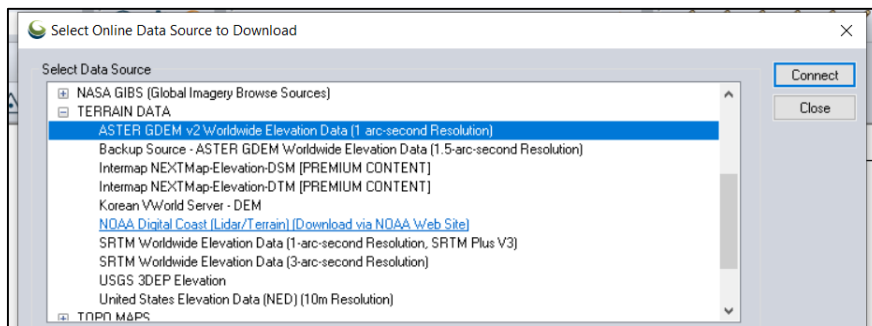 Select Online Data Source to Download
Select Data Source
NASA GIBS (Global Imagery Browse Sources)
TERRAIN DATA
ASTER GDEM v2 Worldwide Elevation Data (1 arc-second Resolution)
Backup Source - ASTER GDEM Worldwide Elevation Data (1.5-arc-second Resolution)
Intermap NEXTMap-Elevation-DSM [PREMIUM CONTENT]
Intermap NEXTMap-Elevation-DTM [PREMIUM CONTENT]
Korean VWorld Server - DEM
NOAA Digital Coast (Lidar/Terrain) (Download via NOAA Web Site)
SRTM Worldwide Elevation Data (1-arc-second Resolution, SRTM Plus V3)
SRTM Worldwide Elevation Data (3-arc-second Resolution)
USGS 3DEP Elevation
United States Elevation Data (NED) (10m Resolution)
TOPO MAPS
Connect
Close